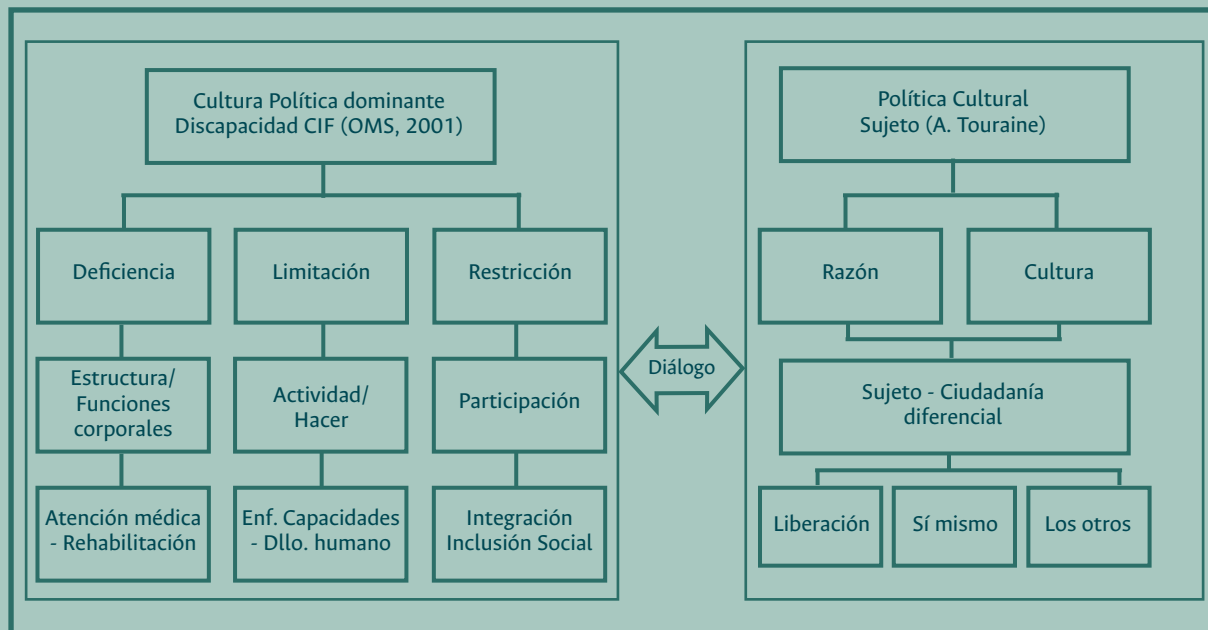 Cultura Política dominante
Discapacidad CIF (OMS, 2001)
Deficiencia
Limitación
Restricción
Estructura/
Funciones
corporales
Actividad/
Hacer
Participación
Atención médica
- Rehabilitación
Enf. Capacidades
- Dllo. humano
Integración
Inclusión Social
Diálogo
Política Cultural
Sujeto (A. Touraine)
Razón
Cultura
Sujeto - Ciudadanía
diferencial
Liberación
Sí mismo
Los otros